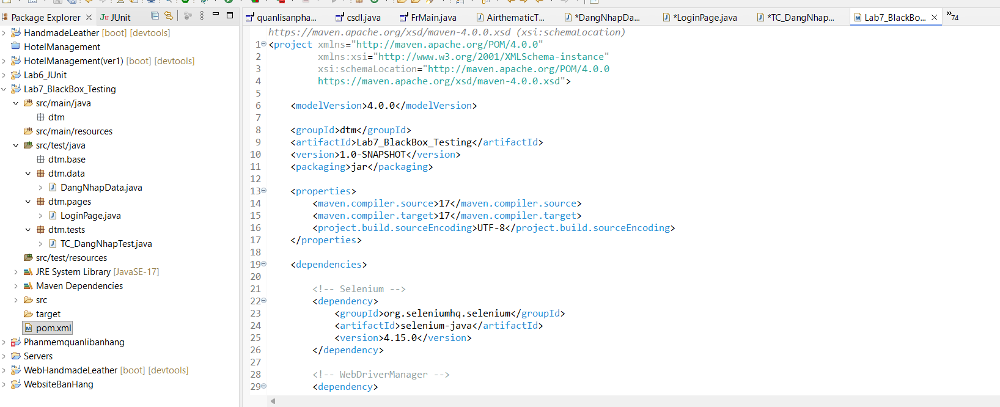 Package Explorer
JUnit
HandmadeLeather [boot] [devtools]
HotelManagement
HotelManagement(ver1) [boot] [devtools]
Lab6_JUnit
Lab7_BlackBox_Testing
src/main/java
dtm
src/main/resources
src/test/java
dtm.base
dtm.data
DangNhapData.java
dtm.pages
LoginPage.java
dtm.tests
TC_DangNhapTest.java
src/test/resources
JRE System Library [JavaSE-17]
Maven Dependencies
src
target
pom.xml
Phanmemquanlibanhang
Servers
WebHandmadeLeather [boot] [devtools]
WebsiteBanHang
quanlisanpha...
csdl.java
FrMain.java
AirthematicT...
*DangNhapDa...
*LoginPage.java
*TC_DangNhap...
Lab7_BlackBo...
»74
https://maven.apache.org/xsd/maven-4.0.0.xsd (xsi:schemaLocation)
1 <project xmlns="http://maven.apache.org/POM/4.0.0"
2 xmlns:xsi="http://www.w3.org/2001/XMLSchema-instance"
3 xsi:schemaLocation="http://maven.apache.org/POM/4.0.0
4 https://maven.apache.org/xsd/maven-4.0.0.xsd">
5
6 <modelVersion>4.0.0</modelVersion>
7
8 <groupId>dtm</groupId>
9 <artifactId>Lab7_BlackBox_Testing</artifactId>
10 <version>1.0-SNAPSHOT</version>
11 <packaging>jar</packaging>
12
13 <properties>
14 <maven.compiler.source>17</maven.compiler.source>
15 <maven.compiler.target>17</maven.compiler.target>
16 <project.build.sourceEncoding>UTF-8</project.build.sourceEncoding>
17 </properties>
18
19 <dependencies>
20
21 <!-- Selenium -->
22 <dependency>
23 <groupId>org.seleniumhq.selenium</groupId>
24 <artifactId>selenium-java</artifactId>
25 <version>4.15.0</version>
26 </dependency>
27
28 <!-- WebDriverManager -->
29 <dependency>